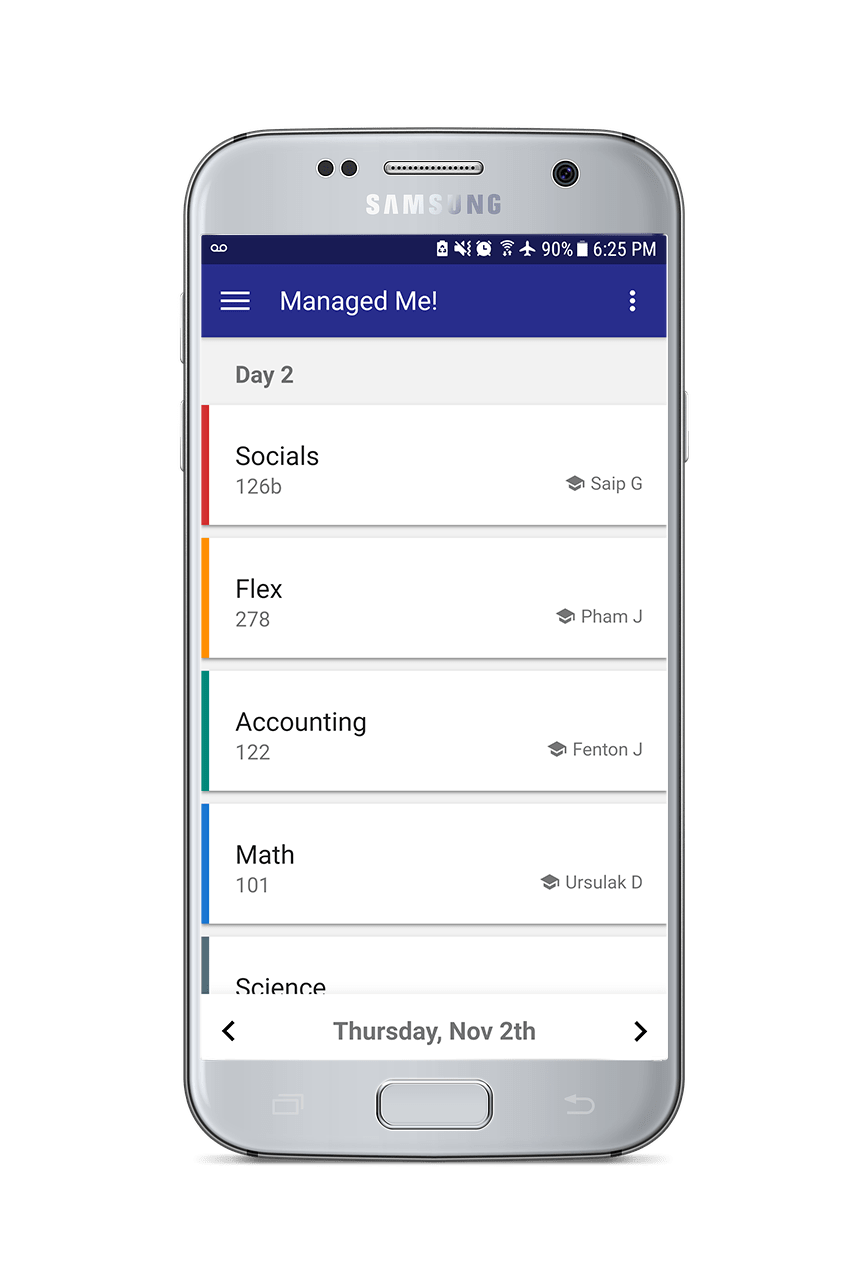 SAMSUNG
90% 6:25 PM
Managed Me!
Day 2
Socials
126b
Saip G
Flex
278
Pham J
Accounting
122
Fenton J
Math
101
Ursulak D
Science
Thursday, Nov 2th